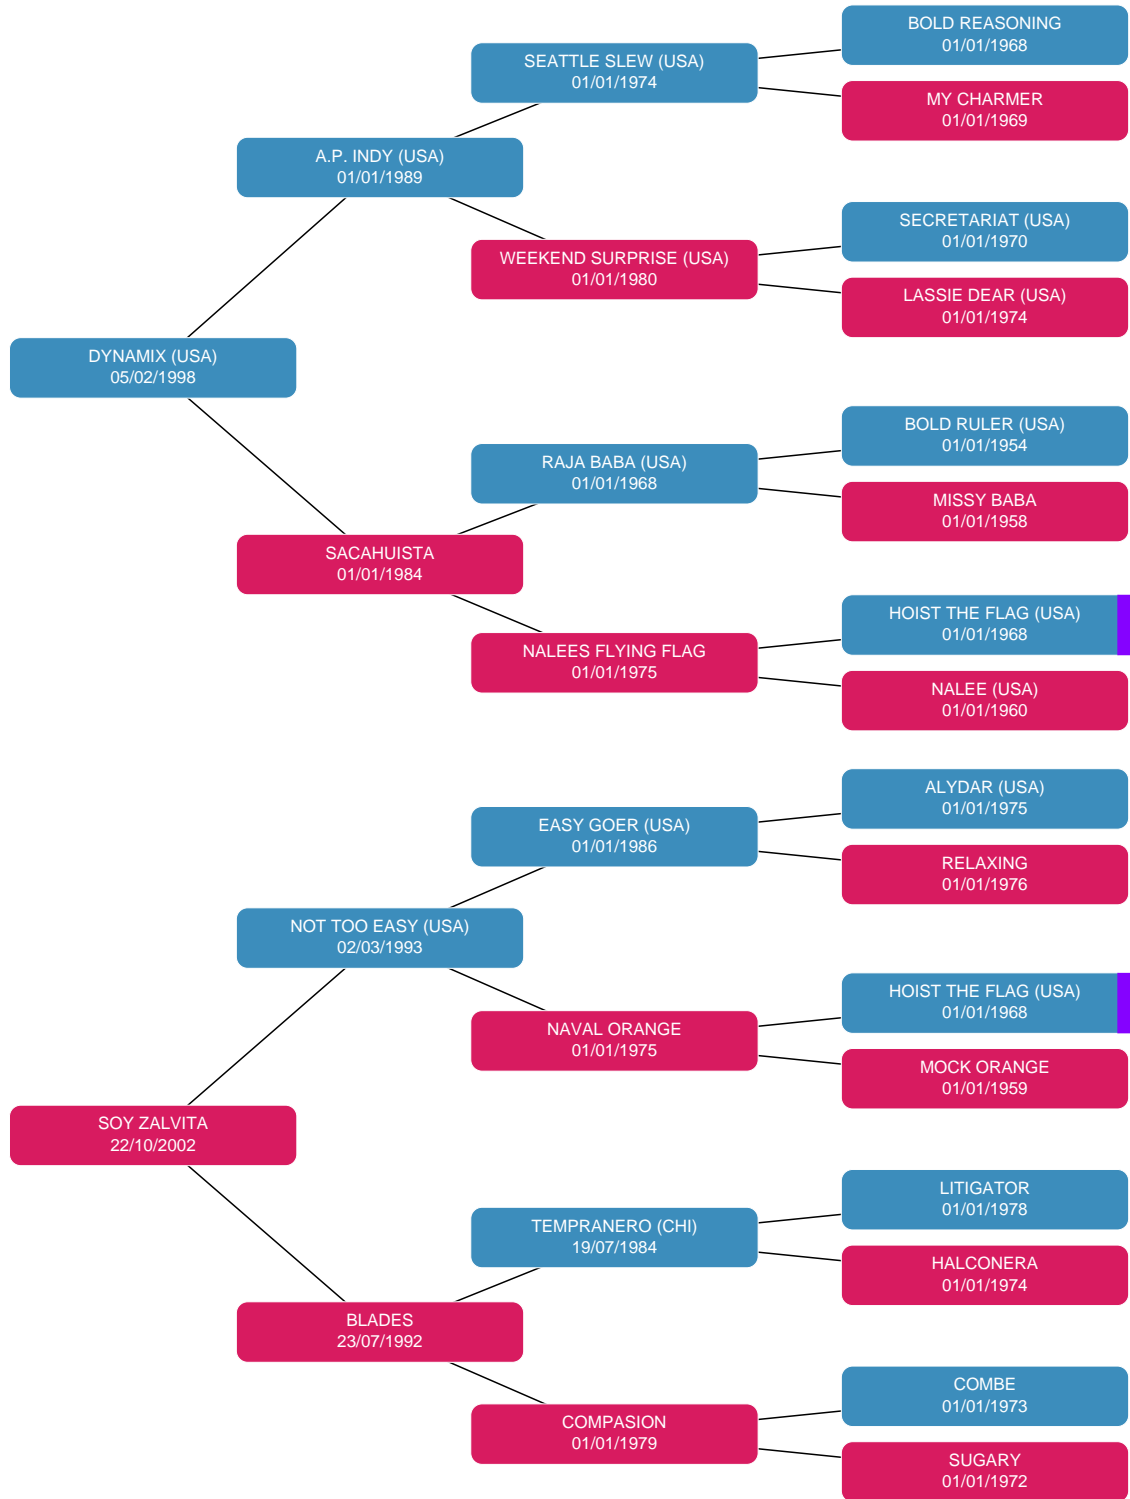 BOLD REASONING
01/01/1968
SEATTLE SLEW (USA)
01/01/1974
MY CHARMER
01/01/1969
A.P. INDY (USA)
01/01/1989
SECRETARIAT (USA)
01/01/1970
WEEKEND SURPRISE (USA)
01/01/1980
LASSIE DEAR (USA)
01/01/1974
DYNAMIX (USA)
05/02/1998
BOLD RULER (USA)
01/01/1954
RAJA BABA (USA)
01/01/1968
MISSY BABA
01/01/1958
SACAHUISTA
01/01/1984
HOIST THE FLAG (USA)
01/01/1968
NALEES FLYING FLAG
01/01/1975
NALEE (USA)
01/01/1960
ALYDAR (USA)
01/01/1975
EASY GOER (USA)
01/01/1986
RELAXING
01/01/1976
NOT TOO EASY (USA)
02/03/1993
HOIST THE FLAG (USA)
01/01/1968
NAVAL ORANGE
01/01/1975
MOCK ORANGE
01/01/1959
SOY ZALVITA
22/10/2002
LITIGATOR
01/01/1978
TEMPRANERO (CHI)
19/07/1984
HALCONERA
01/01/1974
BLADES
23/07/1992
COMBE
01/01/1973
COMPASION
01/01/1979
SUGARY
01/01/1972